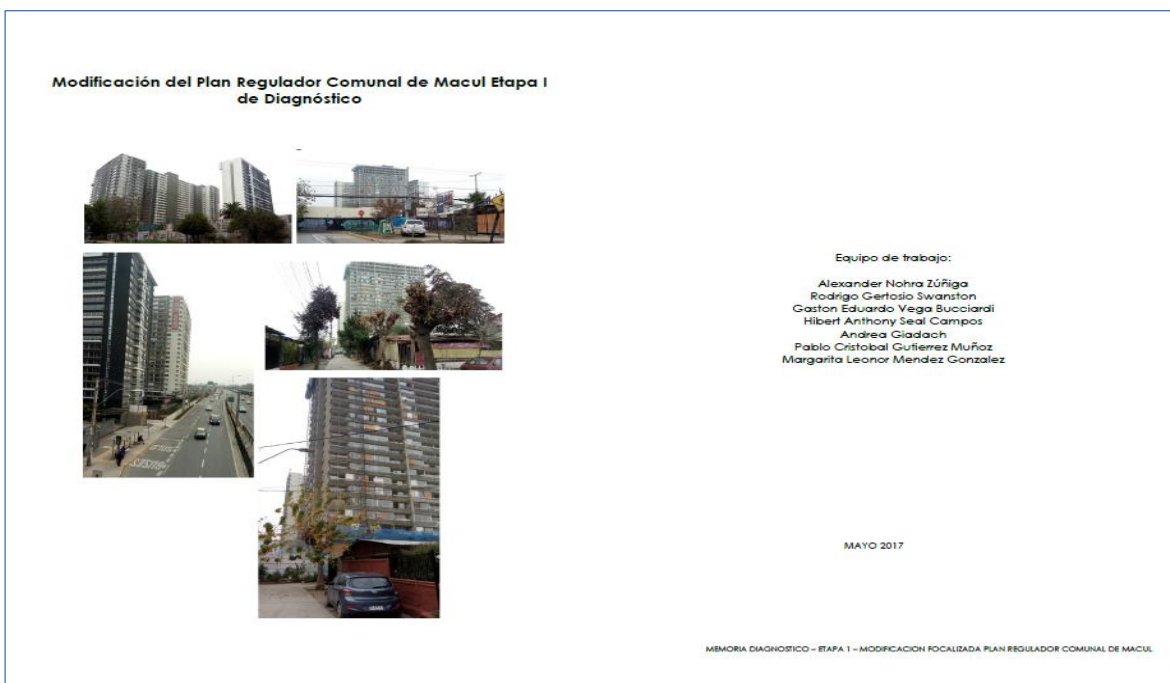 Modificación del Plan Regulador Comunal de Macul Etapa I
de Diagnóstico
Equipo de trabajo:
Alexander Nohra Zúñiga
Rodrigo Gertosio Swanston
Gaston Eduardo Vega Bucciardi
Hibert Anthony Seal Campos
Andrea Giadach
Pablo Cristobal Gutierrez Muñoz
Margarita Leonor Mendez Gonzalez
MAYO 2017
MEMORIA DIAGNOSTICO – ETAPA 1 – MODIFICACION FOCALIZADA PLAN REGULADOR COMUNAL DE MACUL